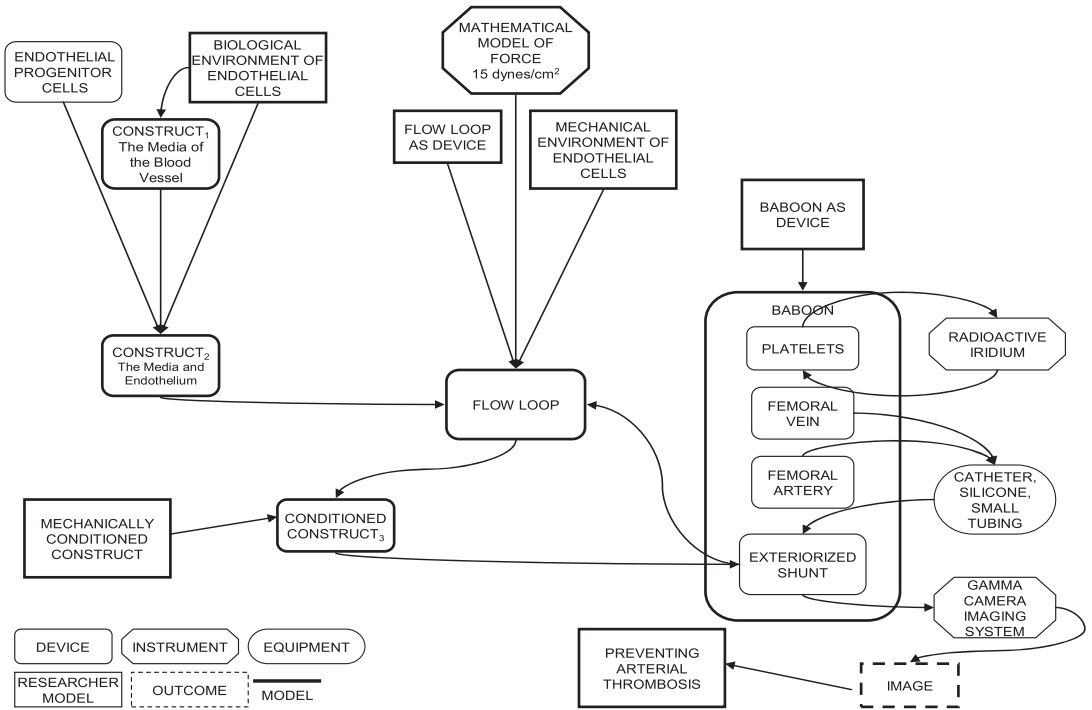 ENDOTHELIAL
PROGENITOR
CELLS
BIOLOGICAL
ENVIRONMENT OF
ENDOTHELIAL
CELLS
MATHEMATICAL
MODEL OF
FORCE
15 dynes/cm²
CONSTRUCT₁
The Media of
the Blood
Vessel
FLOW LOOP
AS DEVICE
MECHANICAL
ENVIRONMENT OF
ENDOTHELIAL
CELLS
BABOON AS
DEVICE
BABOON
PLATELETS
RADIOACTIVE
IRIDIUM
CONSTRUCT₂
The Media and
Endothelium
FLOW LOOP
FEMORAL
VEIN
FEMORAL
ARTERY
CATHETER,
SILICONE,
SMALL
TUBING
MECHANICALLY
CONDITIONED
CONSTRUCT
CONDITIONED
CONSTRUCT₃
EXTERIORIZED
SHUNT
GAMMA
CAMERA
IMAGING
SYSTEM
PREVENTING
ARTERIAL
THROMBOSIS
IMAGE
DEVICE
INSTRUMENT
EQUIPMENT
RESEARCHER
MODEL
OUTCOME
MODEL